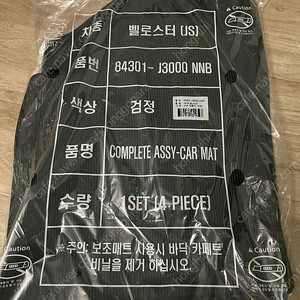 Caution
차종 벨로스터 (JS)
품번 84301-J3000 NNB
색상 검정
품명 COMPLETE ASSY-CAR MAT
수량 1SET (4-PIECE)
Caution
Caution
주의: 보조매트 사용시 바닥 카페트
비닐을 제거 하십시오.